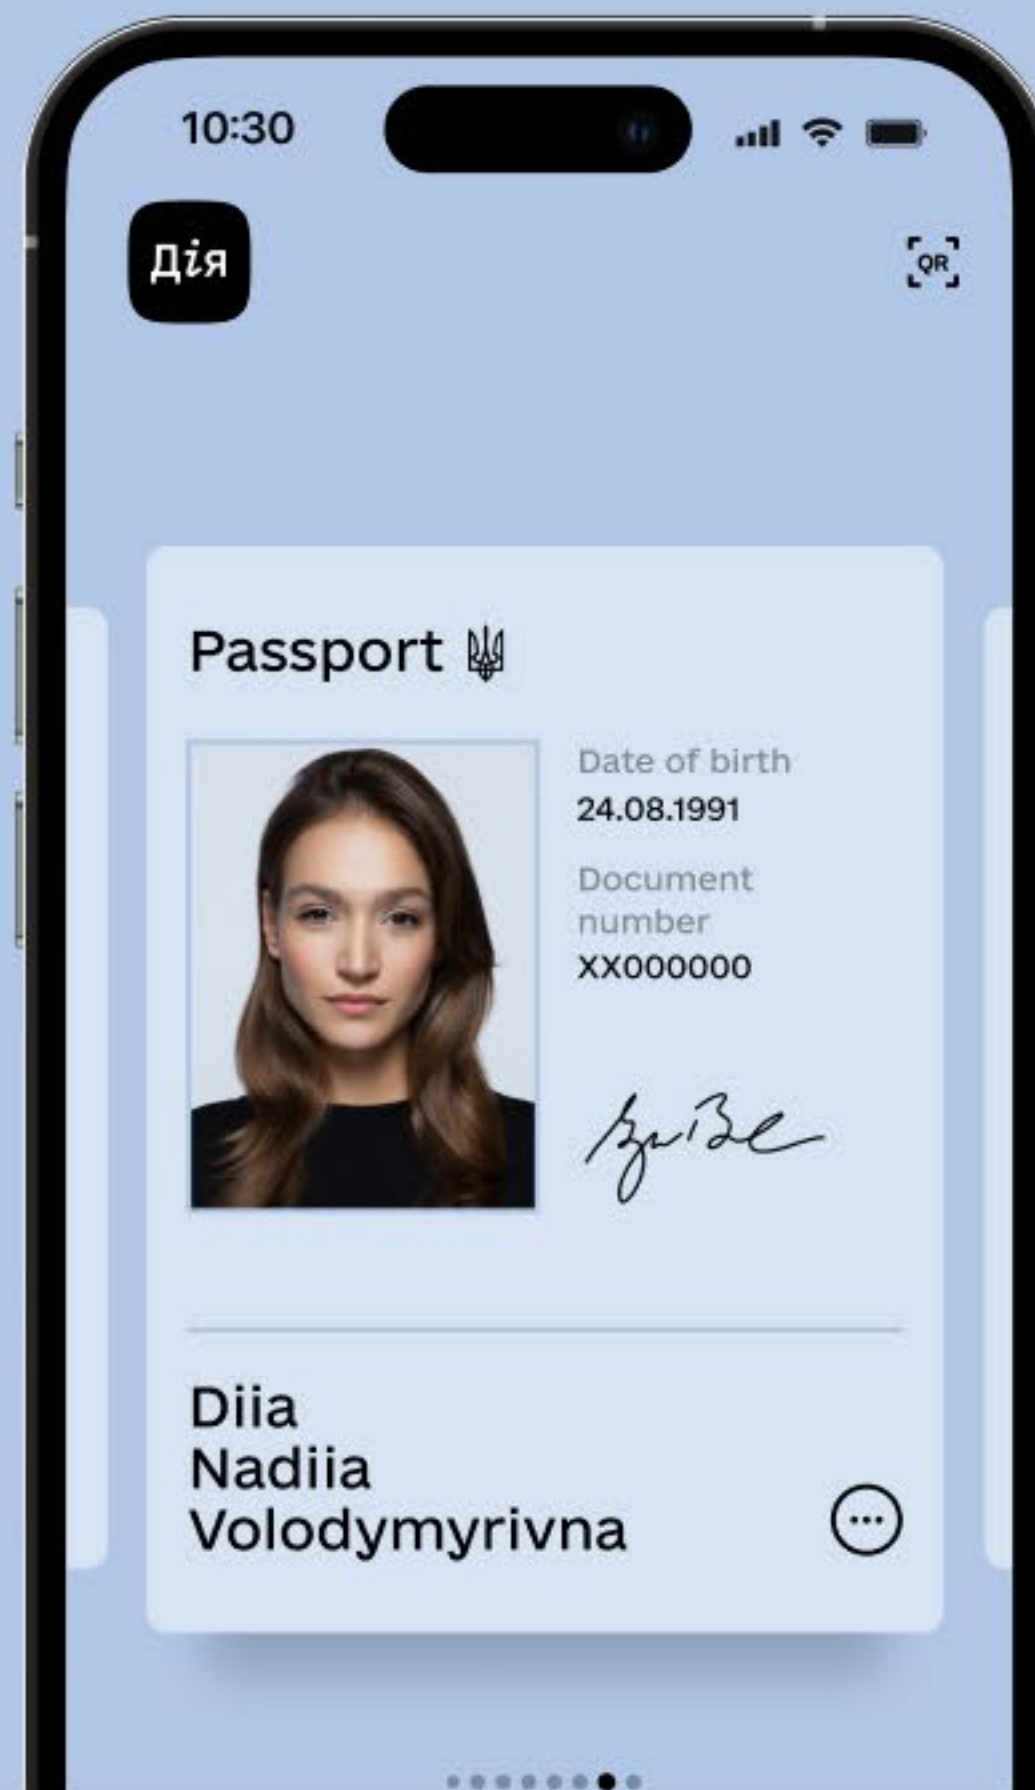 10:30
Дія
QR
Passport
Date of birth
24.08.1991
Document
number
XX000000
Diia
Nadiia
Volodymyrivna